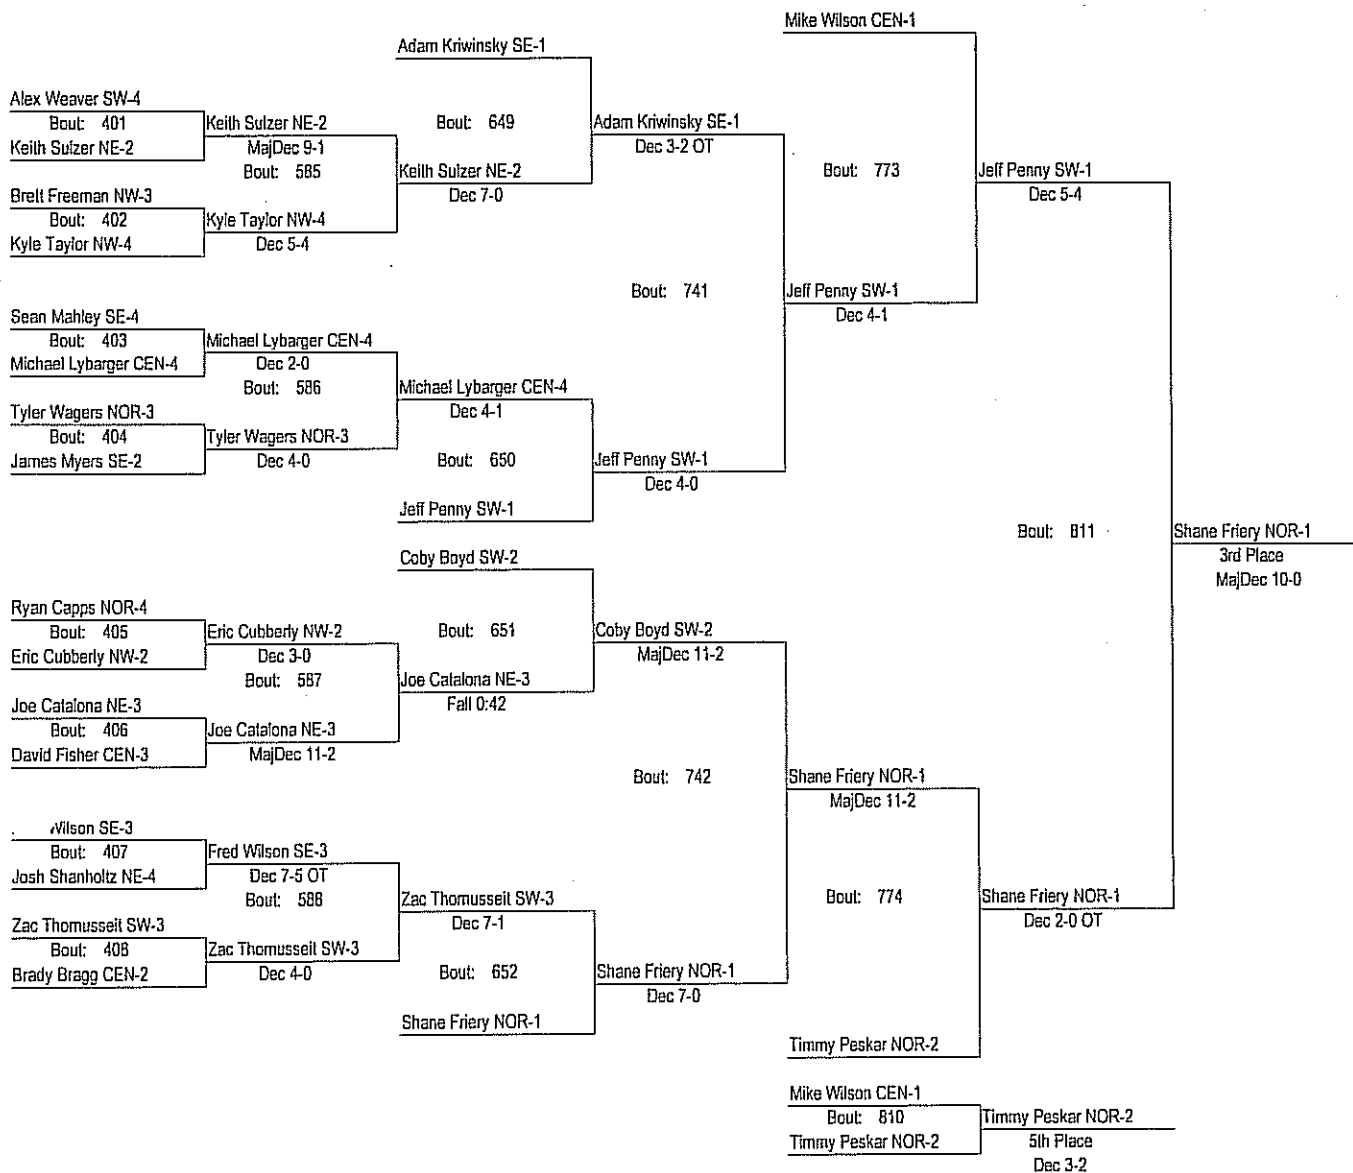 Mike Wilson CEN-1
Adam Kriwinsky SE-1
Alex Weaver SW-4
Bout: 401
Keith Sulzer NE-2
Keith Sulzer NE-2
MajDec 9-1
Bout: 585
Bout: 649
Keith Sulzer NE-2
Dec 7-0
Adam Kriwinsky SE-1
Dec 3-2 OT
Brett Freeman NW-3
Bout: 402
Kyle Taylor NW-4
Kyle Taylor NW-4
Dec 5-4
Bout: 773
Jeff Penny SW-1
Dec 5-4
Bout: 741
Jeff Penny SW-1
Dec 4-1
Sean Mahley SE-4
Bout: 403
Michael Lybarger CEN-4
Michael Lybarger CEN-4
Dec 2-0
Bout: 586
Michael Lybarger CEN-4
Dec 4-1
Tyler Wagers NOR-3
Bout: 404
James Myers SE-2
Tyler Wagers NOR-3
Dec 4-0
Bout: 650
Jeff Penny SW-1
Dec 4-0
Jeff Penny SW-1
Bout: 811
Shane Friery NOR-1
3rd Place
MajDec 10-0
Coby Boyd SW-2
Ryan Capps NOR-4
Bout: 405
Eric Cubberly NW-2
Eric Cubberly NW-2
Dec 3-0
Bout: 587
Bout: 651
Coby Boyd SW-2
MajDec 11-2
Joe Catalona NE-3
Fall 0:42
Joe Catalona NE-3
Bout: 406
David Fisher CEN-3
Joe Catalona NE-3
MajDec 11-2
Bout: 742
Shane Friery NOR-1
MajDec 11-2
Wilson SE-3
Bout: 407
Josh Shanholtz NE-4
Fred Wilson SE-3
Dec 7-5 OT
Bout: 588
Zac Thomusseit SW-3
Dec 7-1
Bout: 774
Shane Friery NOR-1
Dec 2-0 OT
Zac Thomusseit SW-3
Bout: 408
Brady Bragg CEN-2
Zac Thomusseit SW-3
Dec 4-0
Bout: 652
Shane Friery NOR-1
Dec 7-0
Shane Friery NOR-1
Timmy Peskar NOR-2
Mike Wilson CEN-1
Bout: 810
Timmy Peskar NOR-2
Timmy Peskar NOR-2
5th Place
Dec 3-2